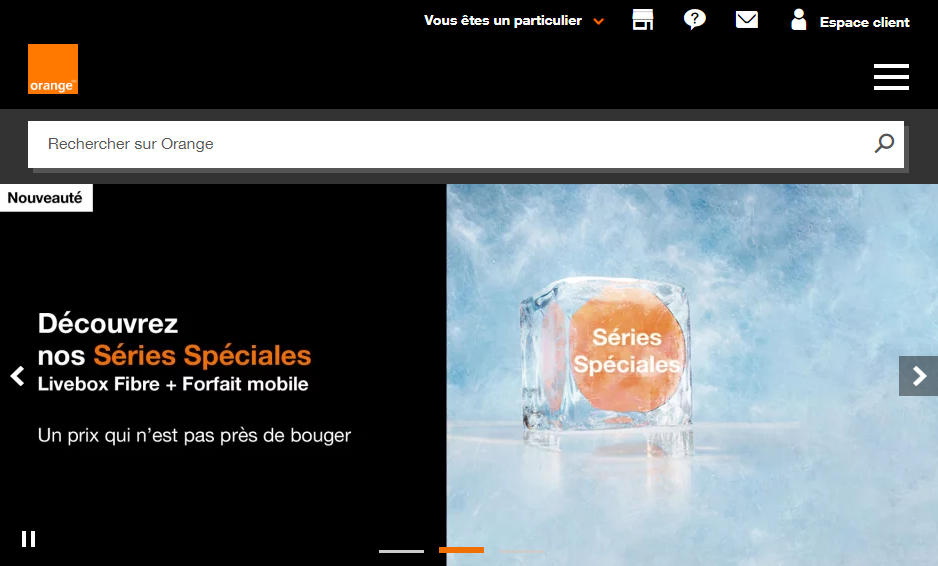 Vous êtes un particulier
Espace client
orange™
Rechercher sur Orange
Nouveauté
Découvrez
nos Séries Spéciales
Livebox Fibre + Forfait mobile
Un prix qui n’est pas près de bouger
Séries
Spéciales